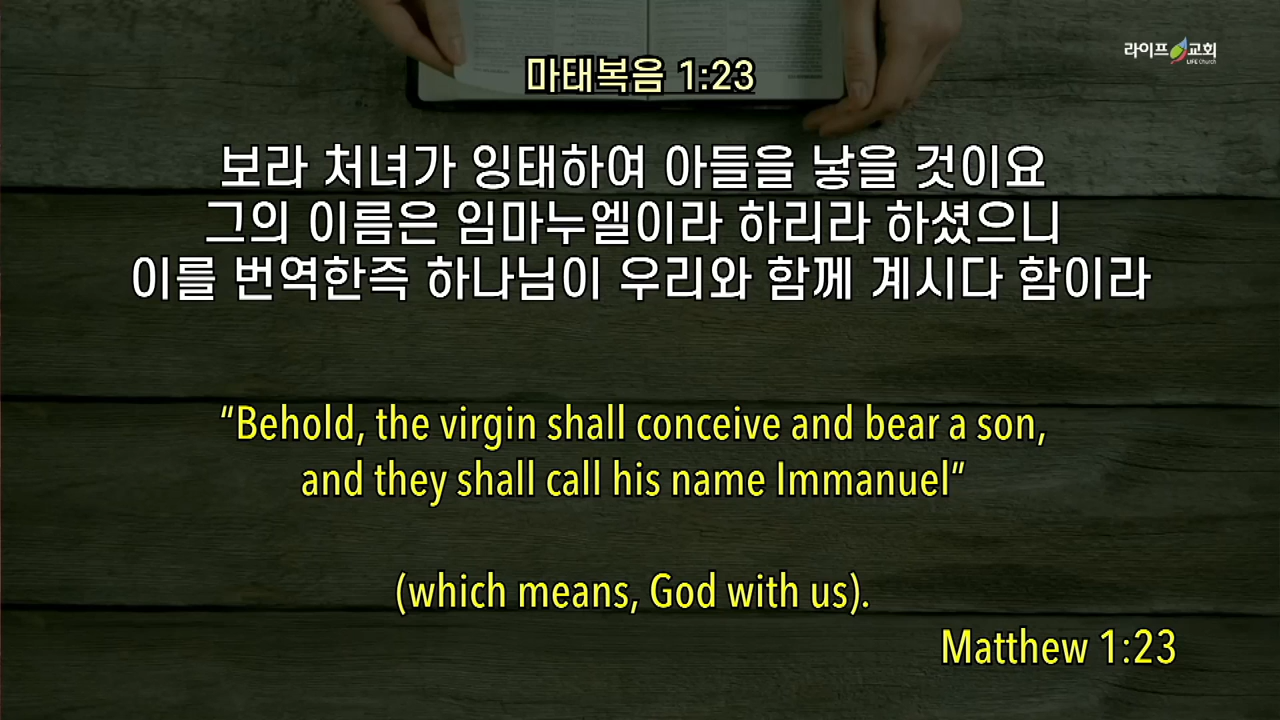 라이프 교회
LIFE Church
마태복음 1:23
보라 처녀가 잉태하여 아들을 낳을 것이요
그의 이름은 임마누엘이라 하리라 하셨으니
이를 번역한즉 하나님이 우리와 함께 계시다 함이라
“Behold, the virgin shall conceive and bear a son,
and they shall call his name Immanuel”
(which means, God with us).
Matthew 1:23